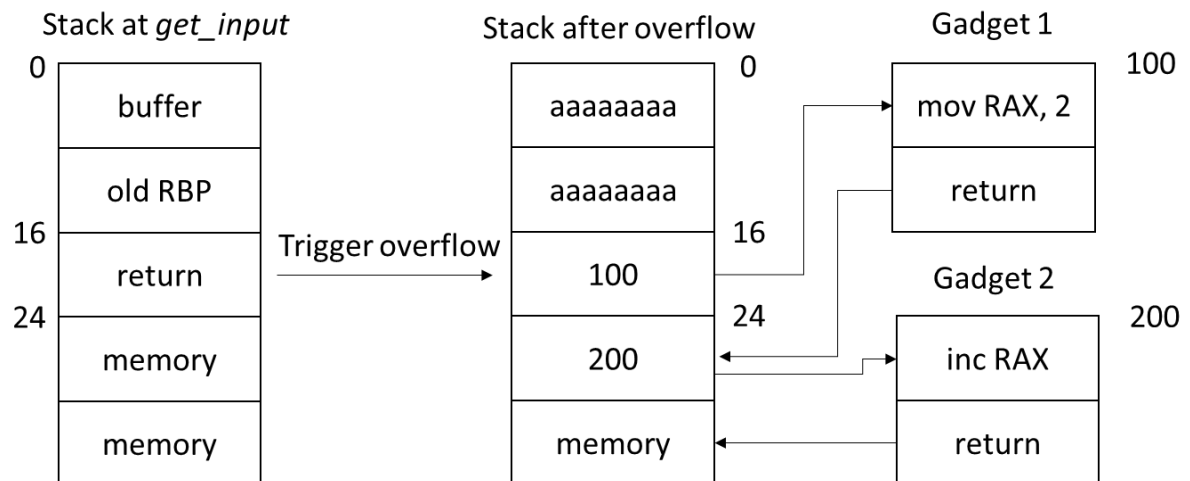 Stack at get_input
0
buffer
old RBP
16
return
24
memory
memory
Trigger overflow
Stack after overflow
0
aaaaaaaa
aaaaaaaa
16
100
24
200
memory
Gadget 1
100
mov RAX, 2
return
Gadget 2
200
inc RAX
return